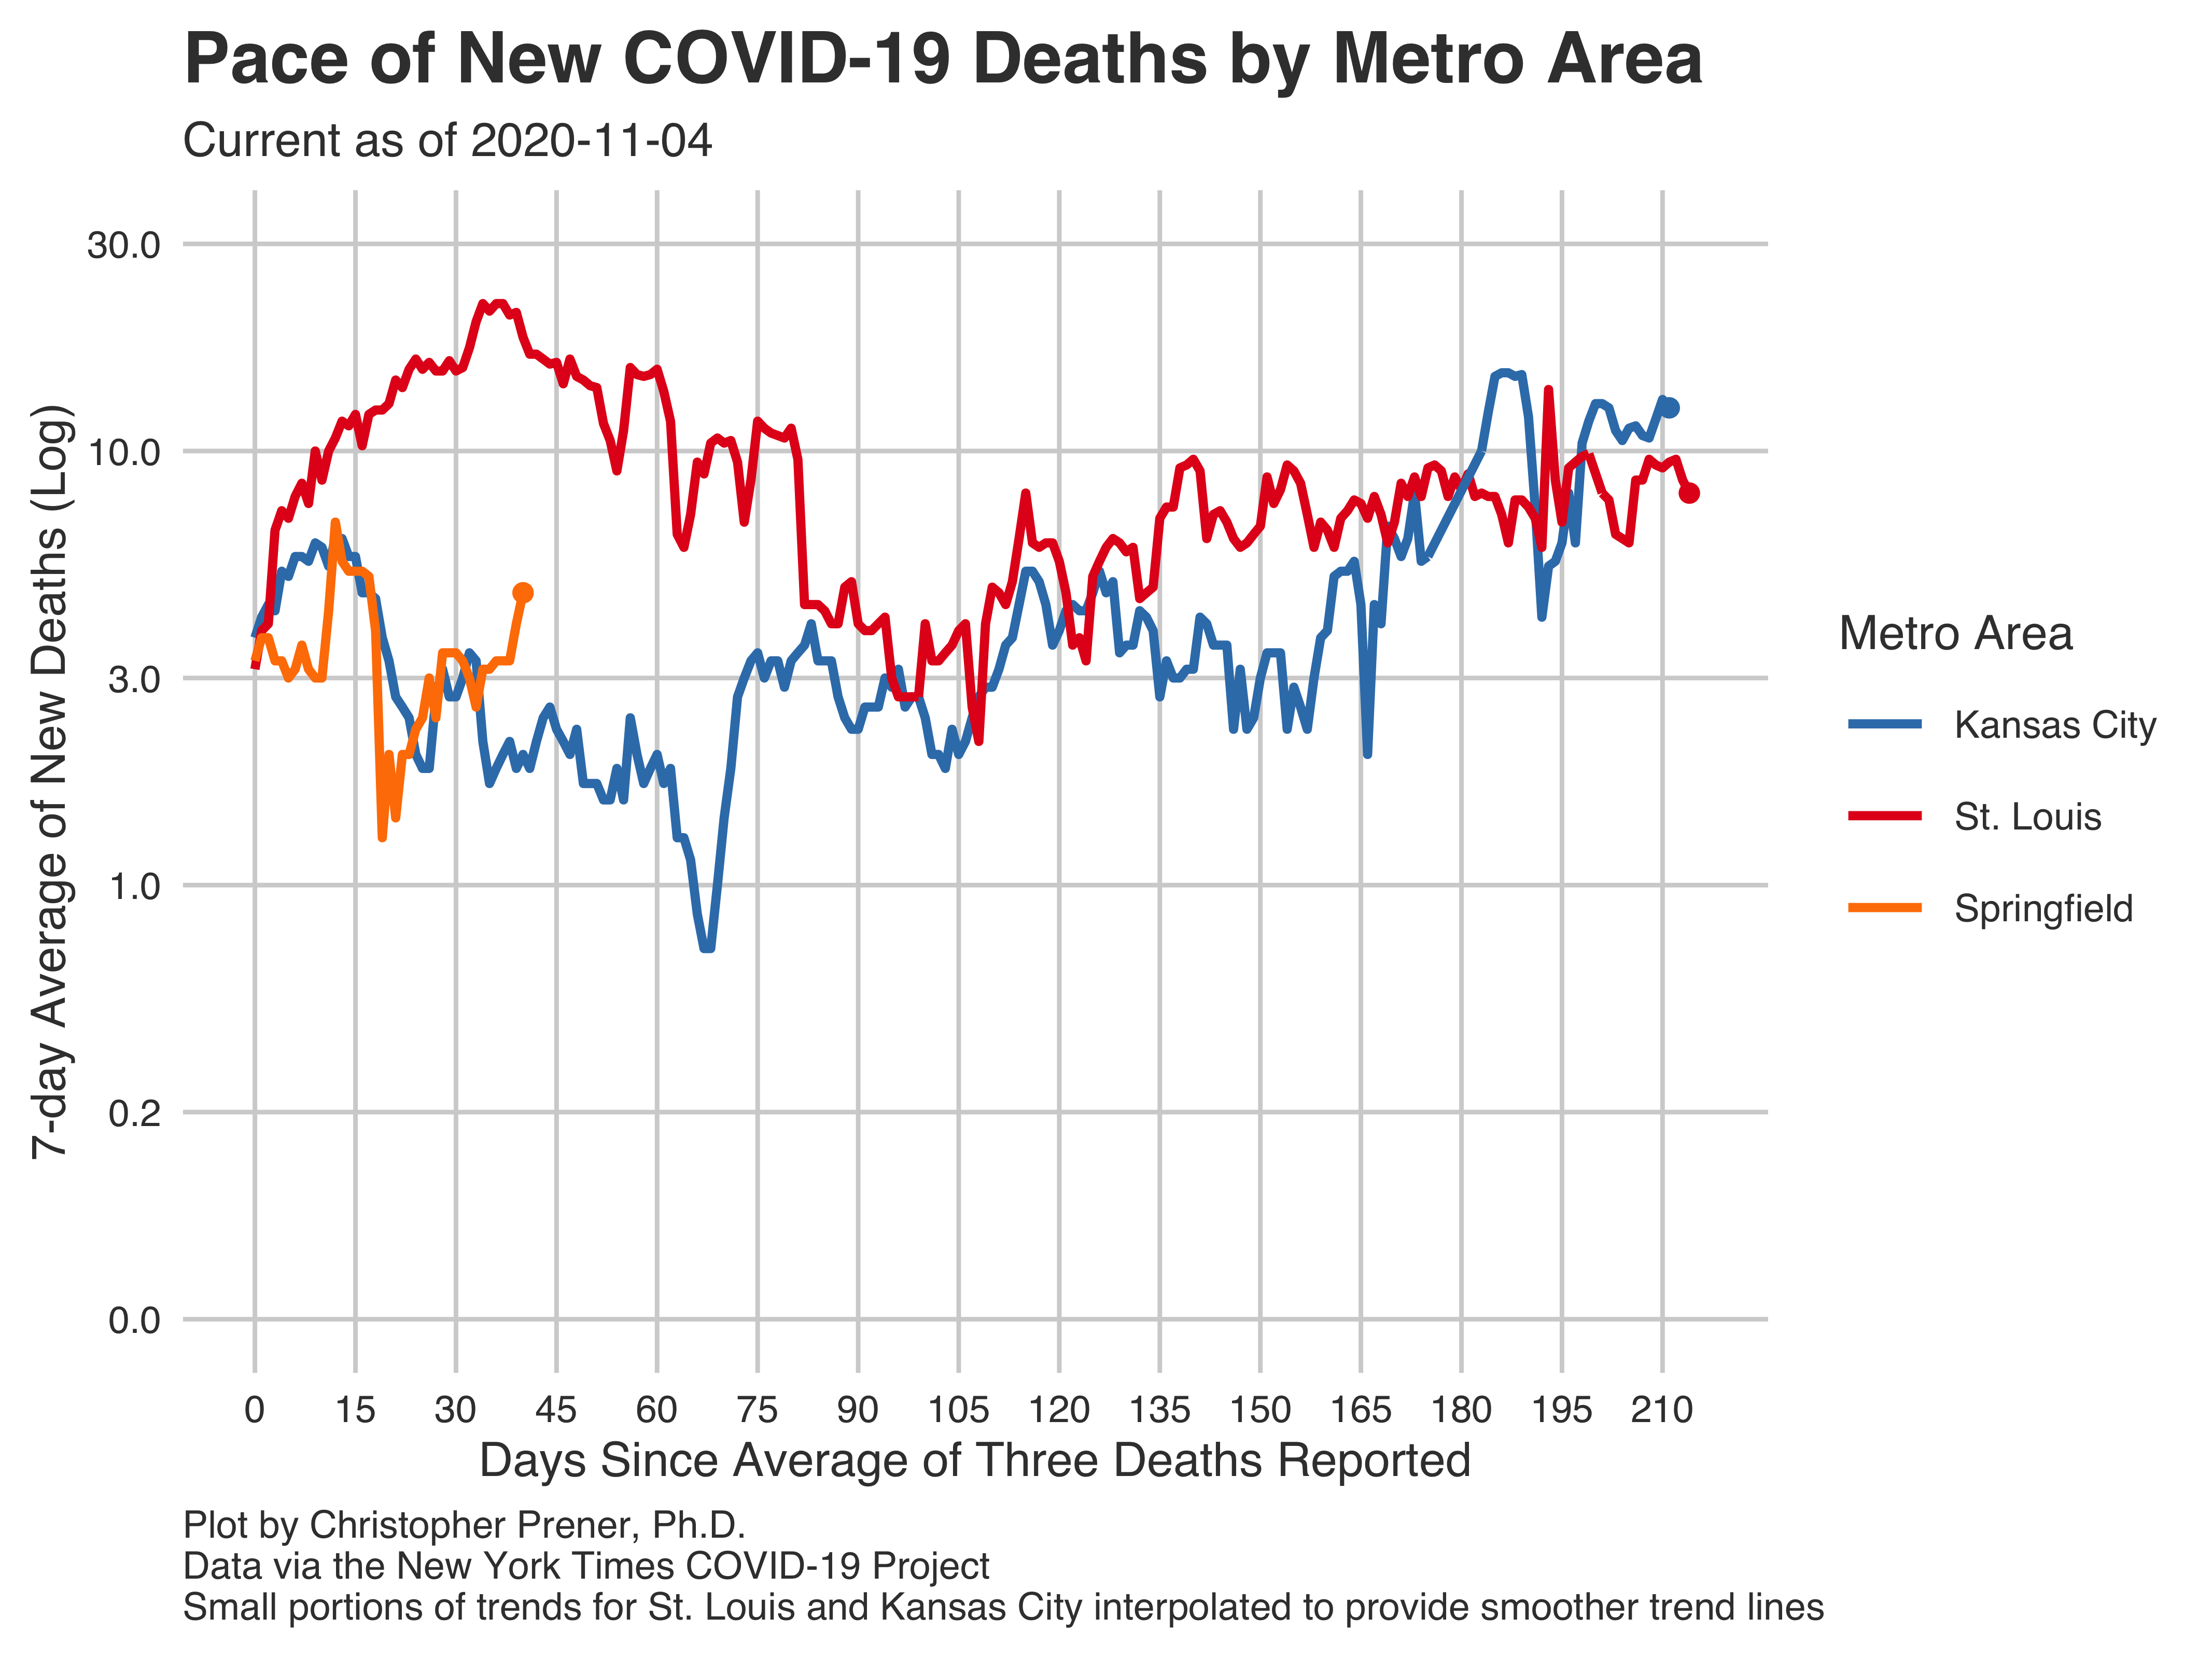 Pace of New COVID-19 Deaths by Metro Area
Current as of 2020-11-04
7-day Average of New Deaths (Log)
30.0
10.0
3.0
1.0
0.2
0.0
0 15 30 45 60 75 90 105 120 135 150 165 180 195 210
Days Since Average of Three Deaths Reported
Metro Area
Kansas City
St. Louis
Springfield
Plot by Christopher Prener, Ph.D.
Data via the New York Times COVID-19 Project
Small portions of trends for St. Louis and Kansas City interpolated to provide smoother trend lines